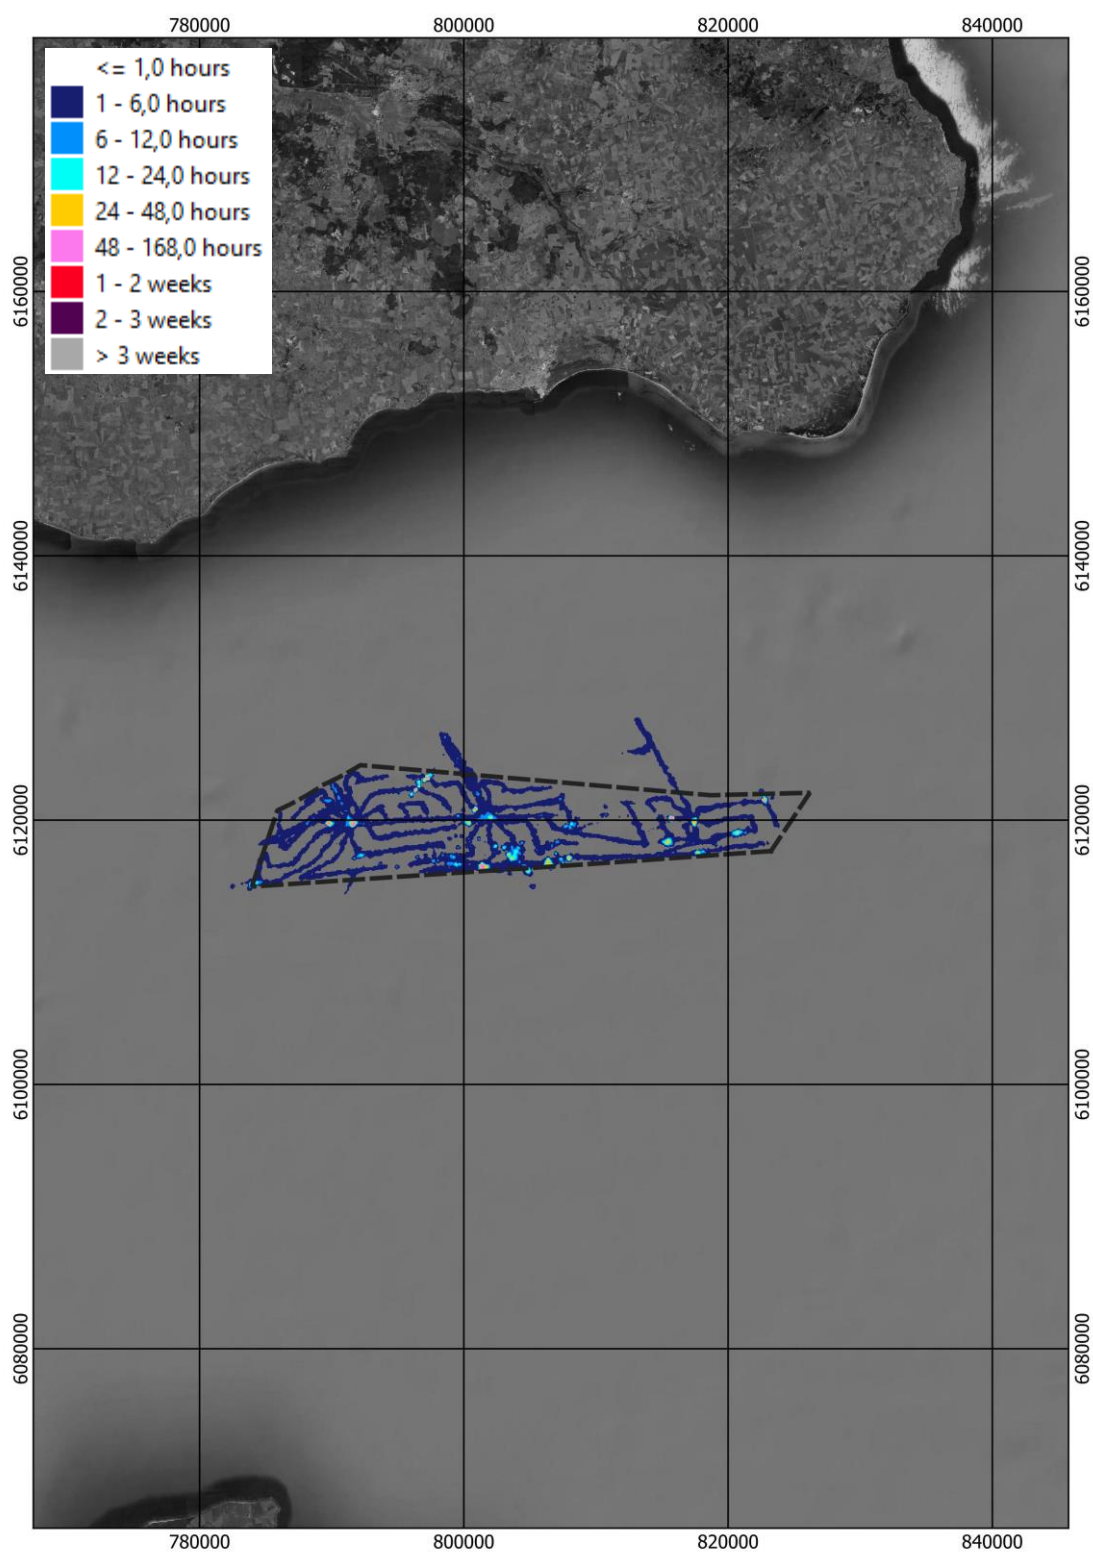 780000 800000 820000 840000
<= 1,0 hours
1 - 6,0 hours
6 - 12,0 hours
12 - 24,0 hours
24 - 48,0 hours
48 - 168,0 hours
1 - 2 weeks
2 - 3 weeks
> 3 weeks
6160000 6160000
6140000 6140000
6120000 6120000
6100000 6100000
6080000 6080000
780000 800000 820000 840000